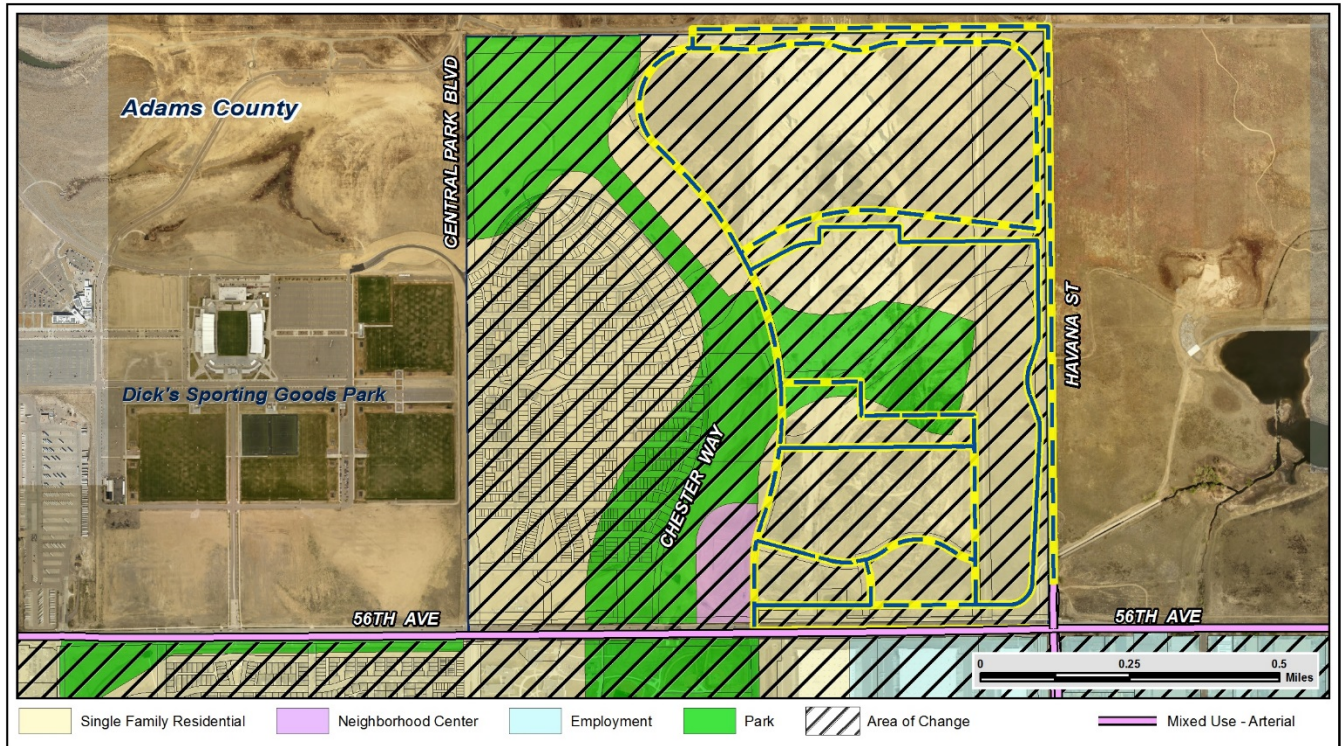 Adams County
CENTRAL PARK BLVD
HAVANA ST
Dick's Sporting Goods Park
CHESTER WAY
56TH AVE
56TH AVE
0 0.25 0.5
Miles
Single Family Residential
Neighborhood Center
Employment
Park
Area of Change
Mixed Use - Arterial